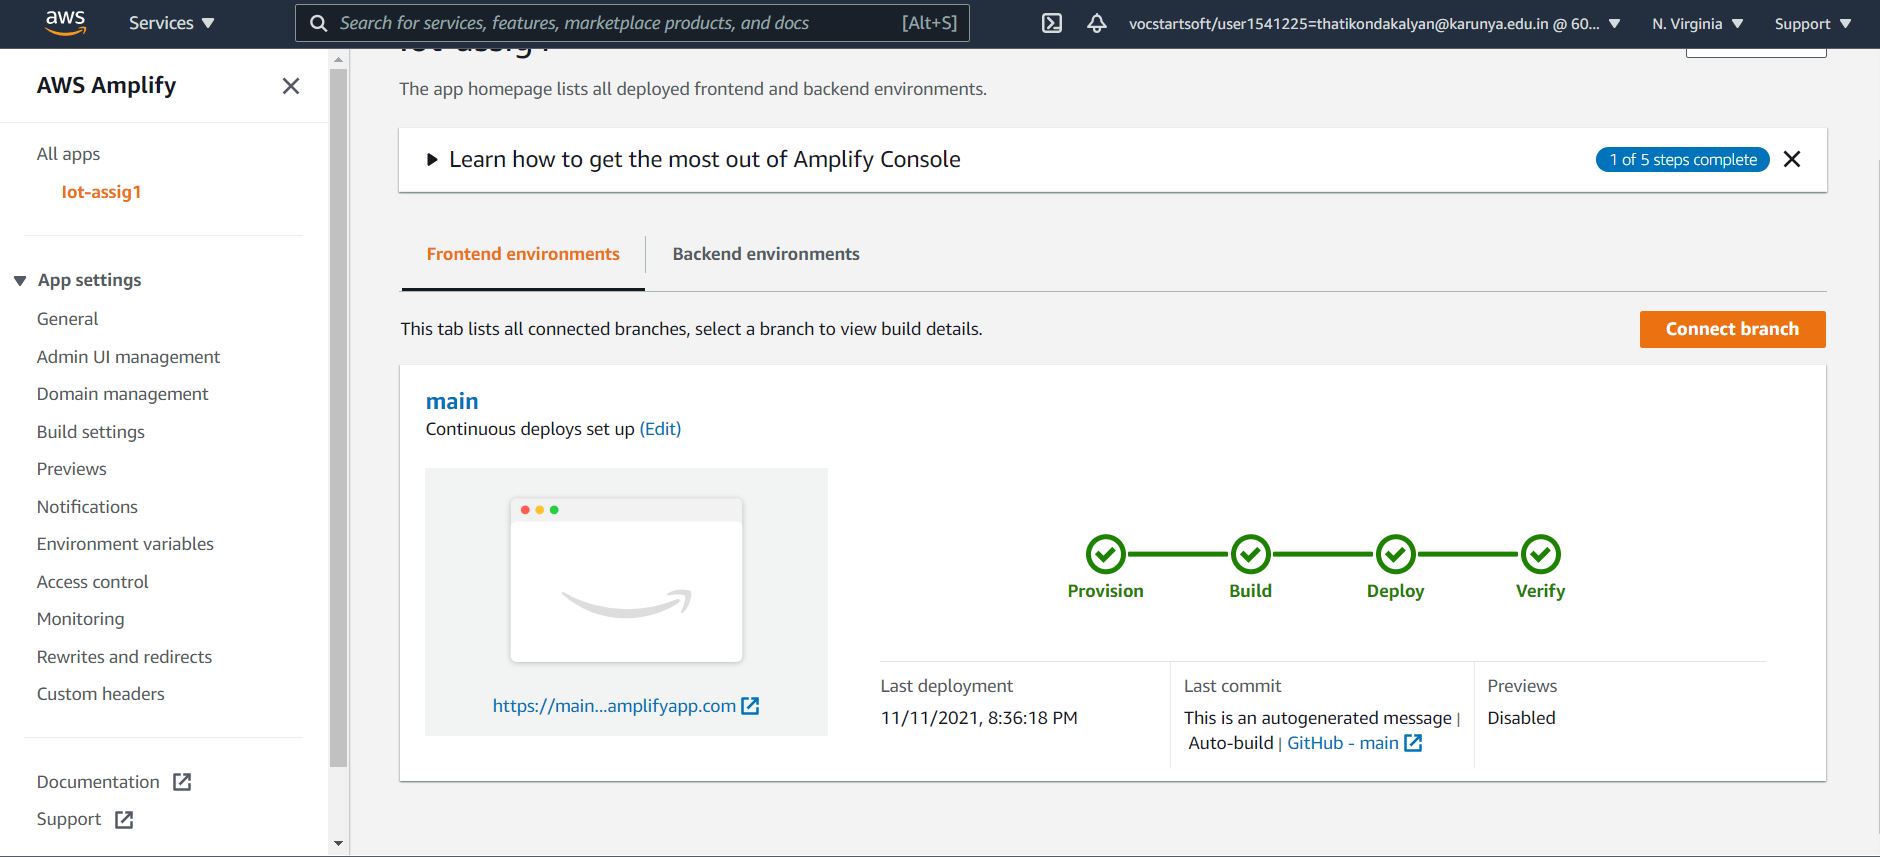 aws
Services
Search for services, features, marketplace products, and docs [Alt+S]
vocstartsoft/user1541225=thatikondakalyan@karunya.edu.in @ 60...
N. Virginia
Support
AWS Amplify
All apps
Iot-assig1
App settings
General
Admin UI management
Domain management
Build settings
Previews
Notifications
Environment variables
Access control
Monitoring
Rewrites and redirects
Custom headers
Documentation
Support
Iot-assig1
The app homepage lists all deployed frontend and backend environments.
Learn how to get the most out of Amplify Console
1 of 5 steps complete
Frontend environments
Backend environments
This tab lists all connected branches, select a branch to view build details.
Connect branch
main
Continuous deploys set up (Edit)
https://main...amplifyapp.com
Provision
Build
Deploy
Verify
Last deployment
11/11/2021, 8:36:18 PM
Last commit
This is an autogenerated message |
Auto-build | GitHub - main
Previews
Disabled